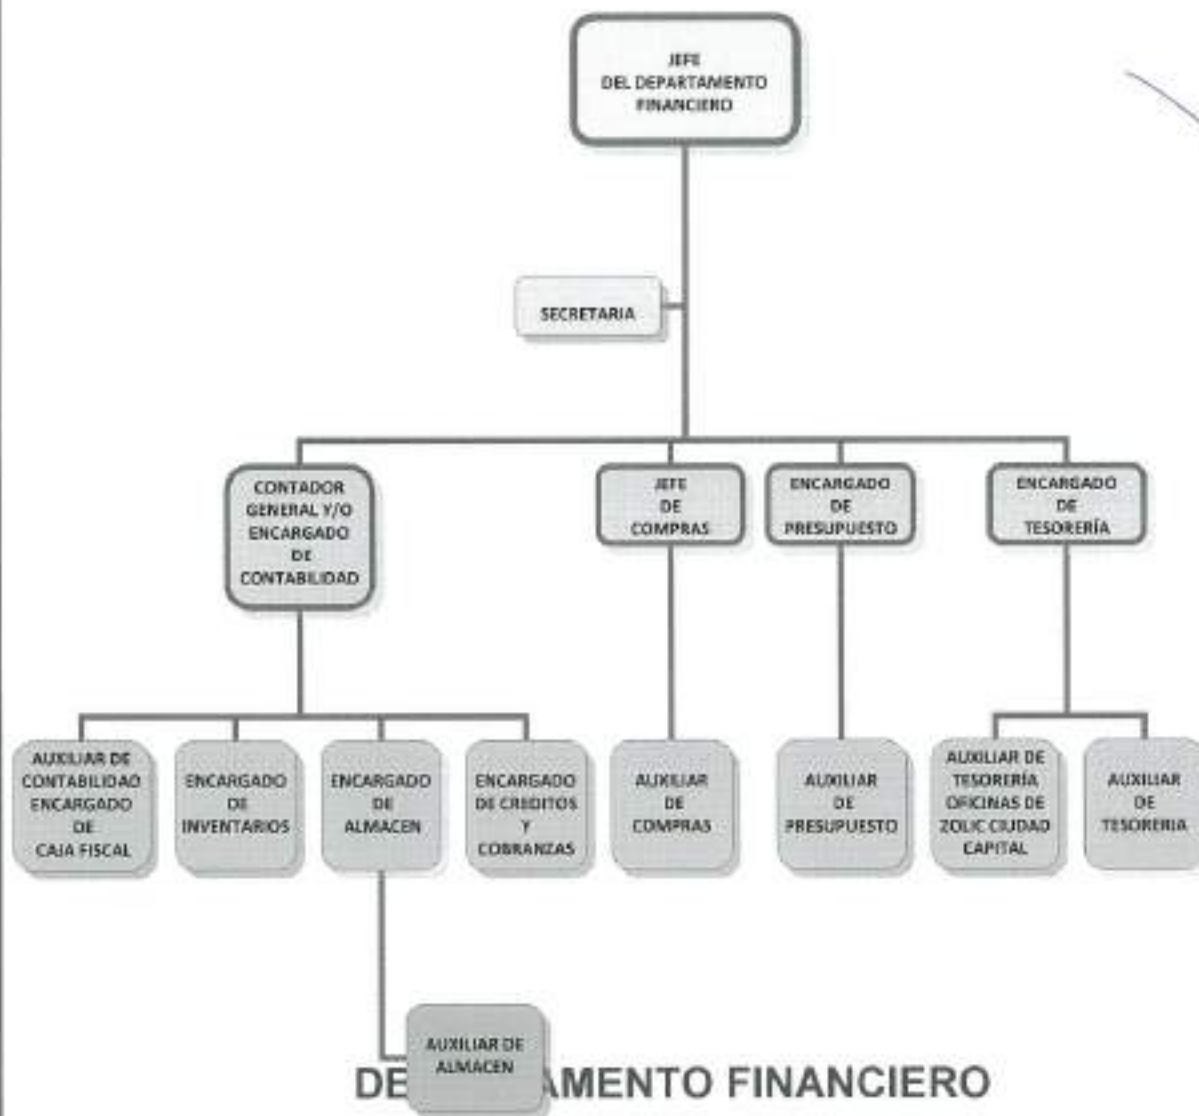 JEFE
DEL DEPARTAMENTO
FINANCIERO
SECRETARIA
CONTADOR
GENERAL Y/O
ENCARGADO
DE
CONTABILIDAD
JEFE
DE
COMPRAS
ENCARGADO
DE
PRESUPUESTO
ENCARGADO
DE
TESORERÍA
AUXILIAR DE
CONTABILIDAD
ENCARGADO
DE
CAJA FISCAL
ENCARGADO
DE
INVENTARIOS
ENCARGADO
DE
ALMACEN
ENCARGADO
DE CREDITOS
Y
COBRANZAS
AUXILIAR
DE
COMPRAS
AUXILIAR
DE
PRESUPUESTO
AUXILIAR DE
TESORERÍA
OFICINAS DE
ZOLIC CIUDAD
CAPITAL
AUXILIAR
DE
TESORERIA
AUXILIAR DE
ALMACEN
DE AMENTO FINANCIERO